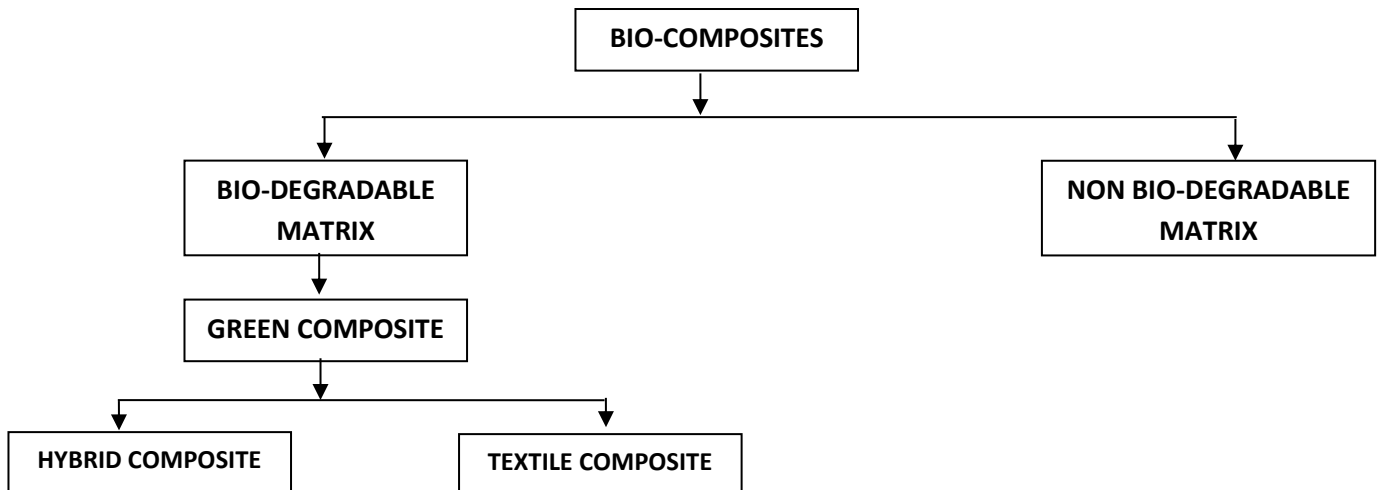 BIO-COMPOSITES
BIO-DEGRADABLE
MATRIX
NON BIO-DEGRADABLE
MATRIX
GREEN COMPOSITE
HYBRID COMPOSITE
TEXTILE COMPOSITE